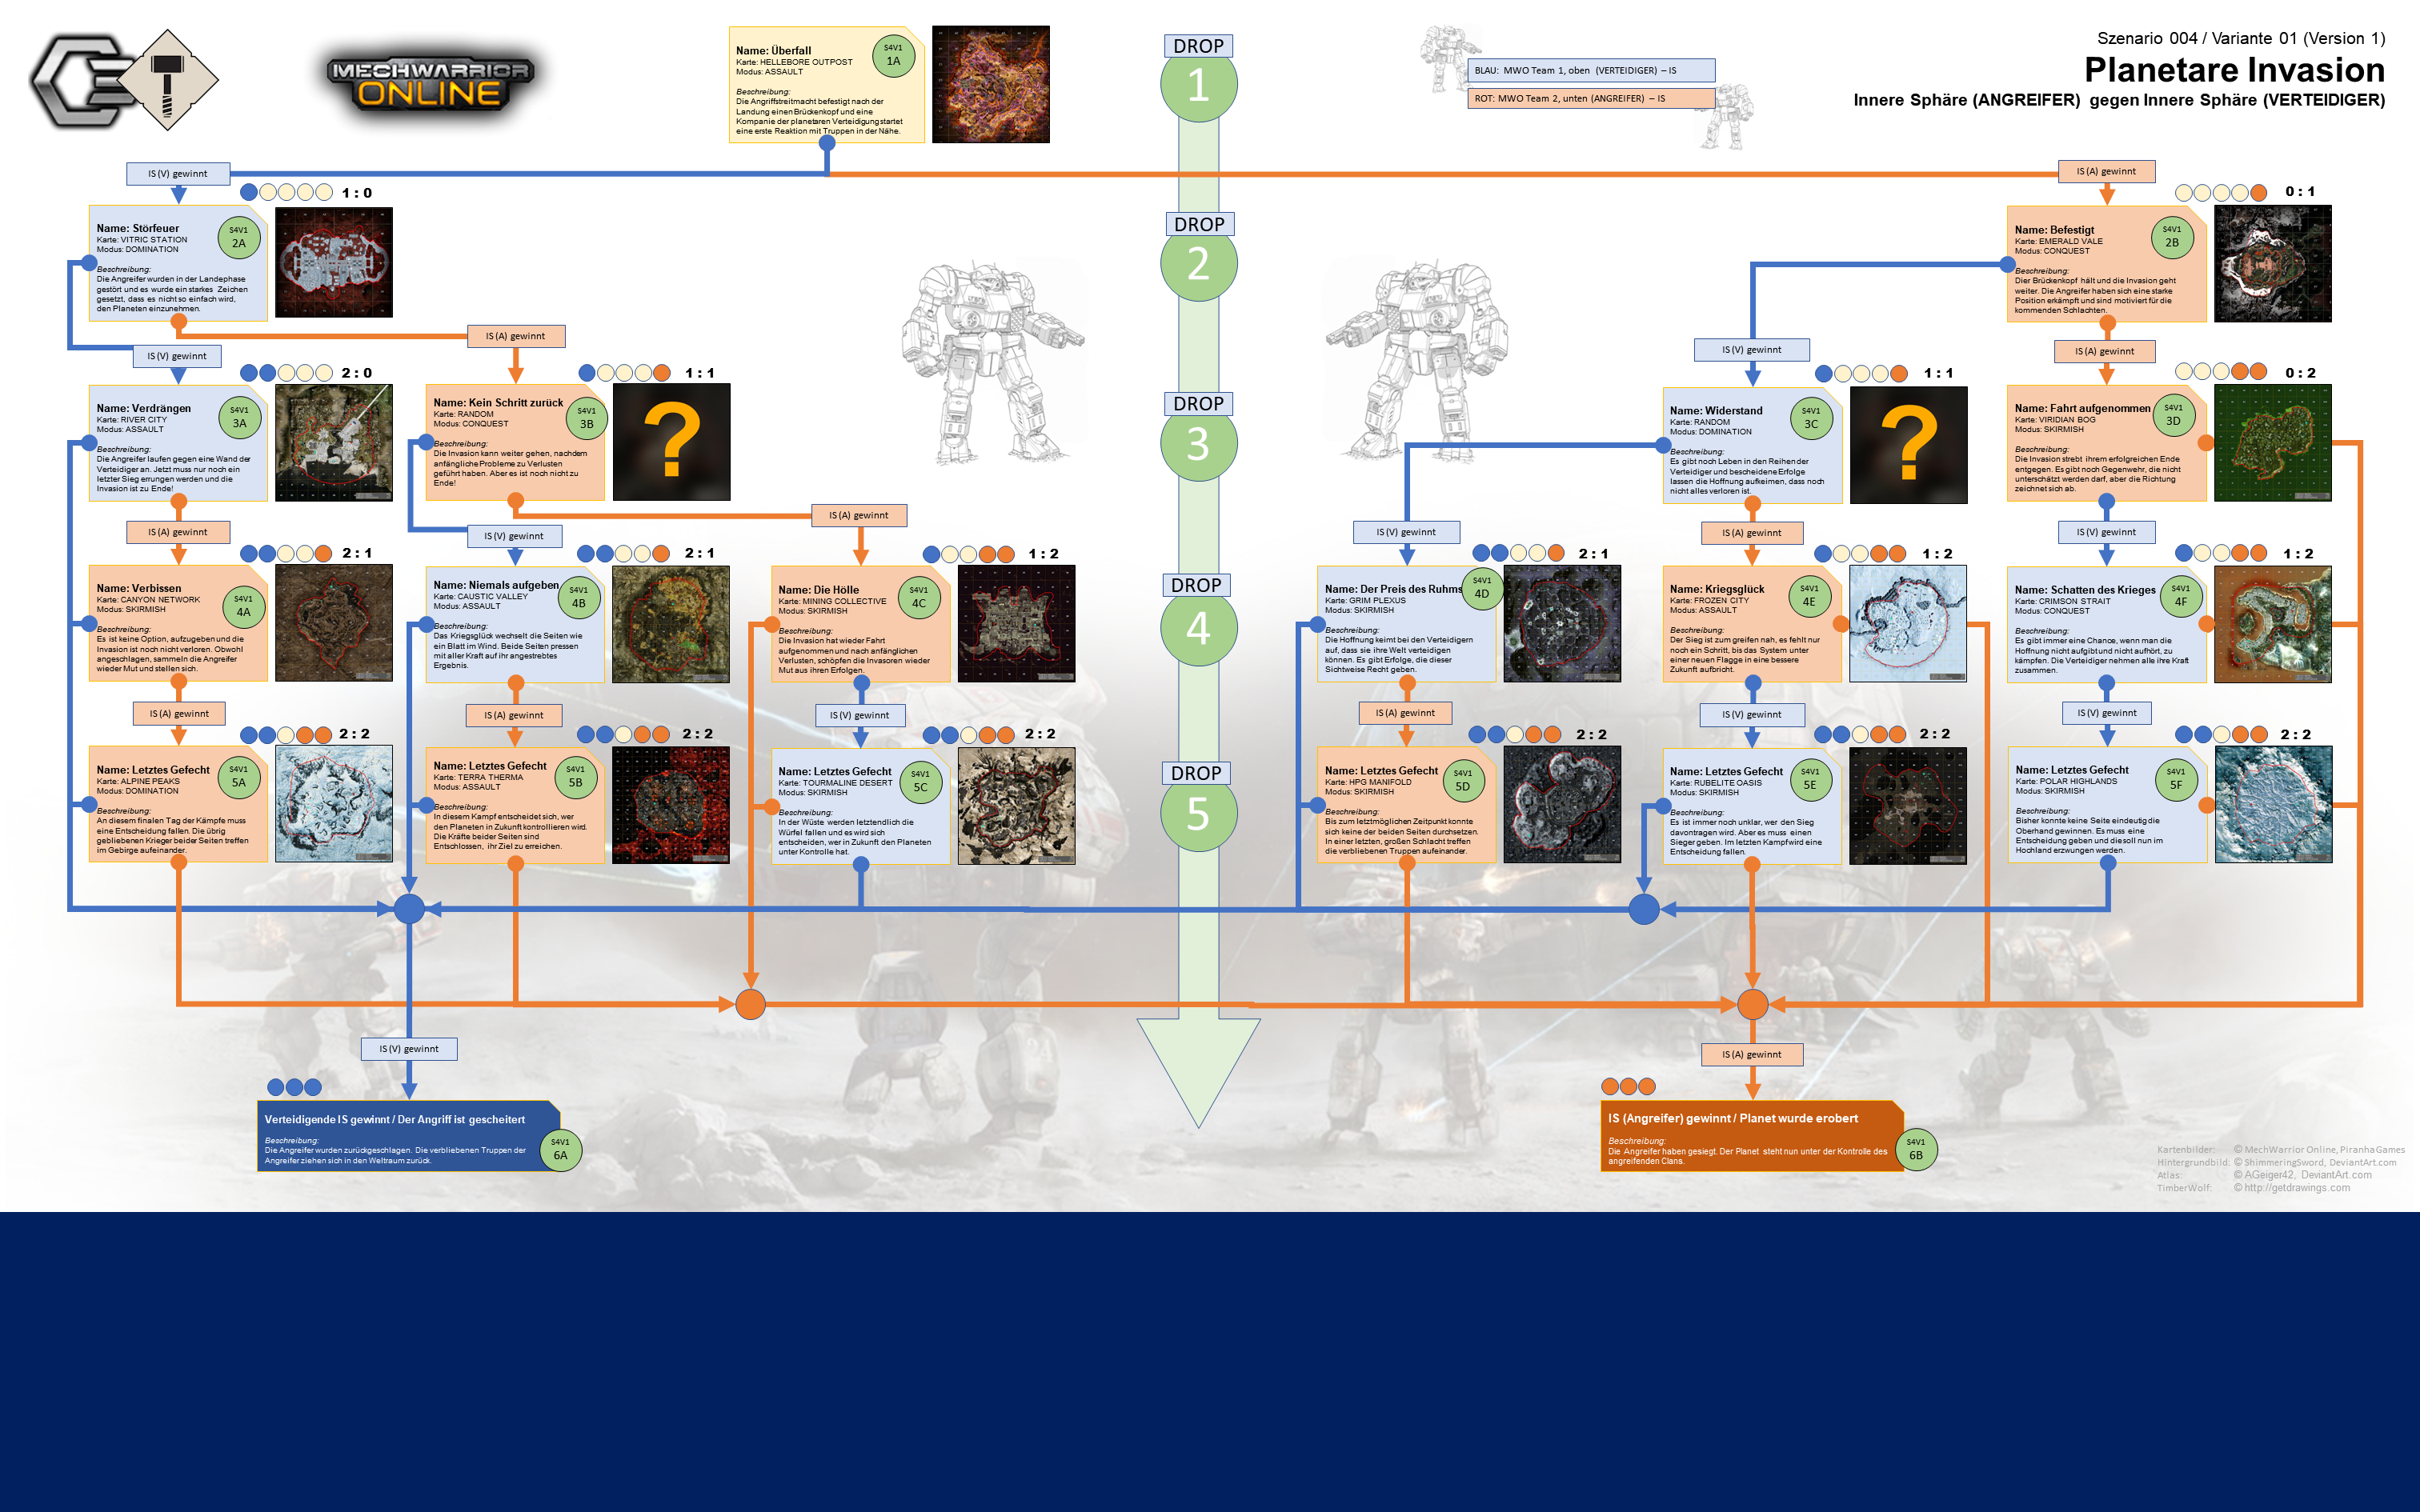 MECHWARRIOR
ONLINE
Name: Überfall
Karte: HELLEBORE OUTPOST
Modus: ASSAULT
S4V1
1A
Beschreibung:
Die Angriffstreitmacht befestigt nach der
Landung einen Brückenkopf und eine
Kompanie der planetaren Verteidigung startet
eine erste Reaktion mit Truppen in der Nähe.
DROP
1
BLAU: MWO Team 1, oben (VERTEIDIGER) – IS
ROT: MWO Team 2, unten (ANGREIFER) – IS
Szenario 004 / Variante 01 (Version 1)
Planetare Invasion
Innere Sphäre (ANGREIFER) gegen Innere Sphäre (VERTEIDIGER)
IS (V) gewinnt
1 : 0
IS (A) gewinnt
0 : 1
Name: Störfeuer
Karte: VITRIC STATION
Modus: DOMINATION
S4V1
2A
Beschreibung:
Die Angreifer wurden in der Landephase
gestört und es wurde ein starkes Zeichen
gesetzt, dass es nicht so einfach wird,
den Planeten einzunehmen.
DROP
2
Name: Befestigt
Karte: EMERALD VALE
Modus: CONQUEST
S4V1
2B
Beschreibung:
Dier Brückenkopf hält und die Invasion geht
weiter. Die Angreifer haben sich eine starke
Position erkämpft und sind motiviert für die
kommenden Schlachten.
IS (V) gewinnt
2 : 0
IS (A) gewinnt
1 : 1
IS (V) gewinnt
1 : 1
IS (A) gewinnt
0 : 2
Name: Verdrängen
Karte: RIVER CITY
Modus: ASSAULT
S4V1
3A
Beschreibung:
Die Angreifer laufen gegen eine Wand der
Verteidiger an. Jetzt muss nur noch ein
letzter Sieg errungen werden und die
Invasion ist zu Ende!
Name: Kein Schritt zurück
Karte: RANDOM
Modus: CONQUEST
S4V1
3B
Beschreibung:
Die Invasion kann weiter gehen, nachdem
anfängliche Probleme zu Verlusten
geführt haben. Aber es ist noch nicht zu
Ende!
?
DROP
3
Name: Widerstand
Karte: RANDOM
Modus: DOMINATION
S4V1
3C
Beschreibung:
Es gibt noch Leben in den Reihen der
Verteidiger und bescheidene Erfolge
lassen die Hoffnung aufkeimen, dass noch
nicht alles verloren ist.
?
Name: Fahrt aufgenommen
Karte: VIRIDIAN BOG
Modus: SKIRMISH
S4V1
3D
Beschreibung:
Die Invasion strebt ihrem erfolgreichen Ende
entgegen. Es gibt noch Gegenwehr, die nicht
unterschätzt werden darf, aber die Richtung
zeichnet sich ab.
IS (A) gewinnt
2 : 1
IS (V) gewinnt
2 : 1
IS (A) gewinnt
1 : 2
IS (V) gewinnt
2 : 1
IS (A) gewinnt
1 : 2
IS (V) gewinnt
1 : 2
Name: Verbissen
Karte: CANYON NETWORK
Modus: SKIRMISH
S4V1
4A
Beschreibung:
Es ist keine Option, aufzugeben und die
Invasion ist noch nicht verloren. Obwohl
angeschlagen, sammeln die Angreifer
wieder Mut und stellen sich.
Name: Niemals aufgeben
Karte: CAUSTIC VALLEY
Modus: ASSAULT
S4V1
4B
Beschreibung:
Das Kriegsglück wechselt die Seiten wie
ein Blatt im Wind. Beide Seiten pressen
mit aller Kraft auf ihr angestrebtes
Ergebnis.
Name: Die Hölle
Karte: MINING COLLECTIVE
Modus: SKIRMISH
S4V1
4C
Beschreibung:
Die Invasion hat wieder Fahrt
aufgenommen und nach anfänglichen
Verlusten, schöpfen die Invasoren wieder
Mut aus ihren Erfolgen.
DROP
4
Name: Der Preis des Ruhms
Karte: GRIM PLEXUS
Modus: SKIRMISH
S4V1
4D
Beschreibung:
Die Hoffnung keimt bei den Verteidigern
auf, dass sie ihre Welt verteidigen
können. Es gibt Erfolge, die dieser
Sichtweise Recht geben.
Name: Kriegsglück
Karte: FROZEN CITY
Modus: ASSAULT
S4V1
4E
Beschreibung:
Der Sieg ist zum greifen nah, es fehlt nur
noch ein Schritt, bis das System unter
einer neuen Flagge in eine bessere
Zukunft aufbricht.
Name: Schatten des Krieges
Karte: CRIMSON STRAIT
Modus: CONQUEST
S4V1
4F
Beschreibung:
Es gibt immer eine Chance, wenn man die
Hoffnung nicht aufgibt und nicht aufhört, zu
kämpfen. Die Verteidiger nehmen alle ihre Kraft
zusammen.
IS (A) gewinnt
2 : 2
IS (A) gewinnt
2 : 2
IS (V) gewinnt
2 : 2
IS (A) gewinnt
2 : 2
IS (V) gewinnt
2 : 2
IS (V) gewinnt
2 : 2
Name: Letztes Gefecht
Karte: ALPINE PEAKS
Modus: DOMINATION
S4V1
5A
Beschreibung:
An diesem finalen Tag der Kämpfe muss
eine Entscheidung fallen. Die übrig
gebliebenen Krieger beider Seiten treffen
im Gebirge aufeinander.
Name: Letztes Gefecht
Karte: TERRA THERMA
Modus: ASSAULT
S4V1
5B
Beschreibung:
In diesem Kampf entscheidet sich, wer
den Planeten in Zukunft kontrollieren wird.
Die Kräfte beider Seiten sind
Entschlossen, ihr Ziel zu erreichen.
Name: Letztes Gefecht
Karte: TOURMALINE DESERT
Modus: SKIRMISH
S4V1
5C
Beschreibung:
In der Wüste werden letztendlich die
Würfel fallen und es wird sich
entscheiden, wer in Zukunft den Planeten
unter Kontrolle hat.
DROP
5
Name: Letztes Gefecht
Karte: HPG MANIFOLD
Modus: SKIRMISH
S4V1
5D
Beschreibung:
Bis zum letztmöglichen Zeitpunkt konnte
sich keine der beiden Seiten durchsetzen.
In einer letzten, großen Schlacht treffen
die verbliebenen Truppen aufeinander.
Name: Letztes Gefecht
Karte: RUBELITE OASIS
Modus: SKIRMISH
S4V1
5E
Beschreibung:
Es ist immer noch unklar, wer den Sieg
davontragen wird. Aber es muss einen
Sieger geben. Im letzten Kampf wird eine
Entscheidung fallen.
Name: Letztes Gefecht
Karte: POLAR HIGHLANDS
Modus: SKIRMISH
S4V1
5F
Beschreibung:
Bisher konnte keine Seite eindeutig die
Oberhand gewinnen. Es muss eine
Entscheidung geben und die soll nun im
Hochland erzwungen werden.
IS (V) gewinnt
IS (A) gewinnt
Verteidigende IS gewinnt / Der Angriff ist gescheitert
Beschreibung:
Die Angreifer wurden zurückgeschlagen. Die verbliebenen Truppen der
Angreifer ziehen sich in den Weltraum zurück.
S4V1
6A
IS (Angreifer) gewinnt / Planet wurde erobert
Beschreibung:
Die Angreifer haben gesiegt. Der Planet steht nun unter der Kontrolle des
angreifenden Clans.
S4V1
6B
Kartenbilder: © MechWarrior Online, Piranha Games
Hintergrundbild: © ShimmeringSword, DeviantArt.com
Atlas: © AGeiger42, DeviantArt.com
TimberWolf: © http://getdrawings.com